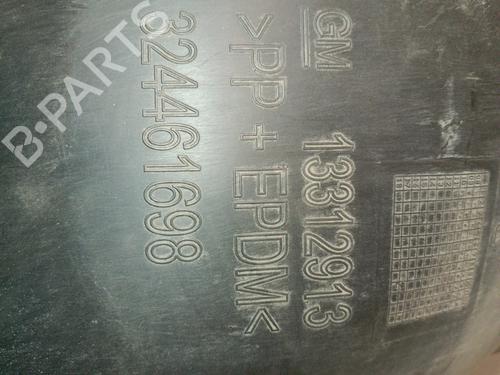 GM 13312913
>PP + EPDM<
324461698
B-PARTS